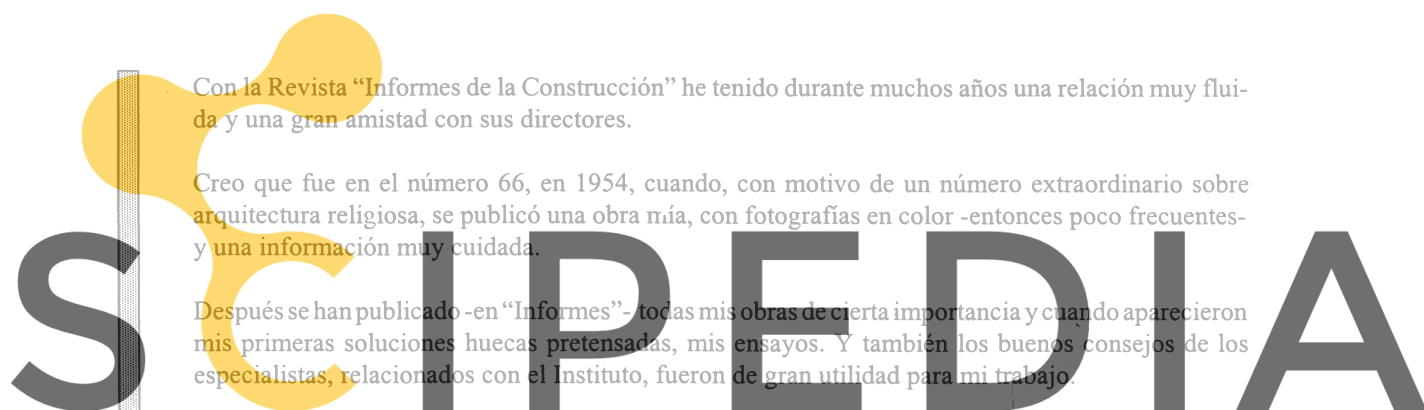 Con la Revista “Informes de la Construcción” he tenido durante muchos años una relación muy flui-
da y una gran amistad con sus directores.
Creo que fue en el número 66, en 1954, cuando, con motivo de un número extraordinario sobre
arquitectura religiosa, se publicó una obra mía, con fotografías en color -entonces poco frecuentes-
y una información muy cuidada.
Después se han publicado -en “Informes”- todas mis obras de cierta importancia y cuando aparecieron
mis primeras soluciones huecas pretensadas, mis ensayos. Y también los buenos consejos de los
especialistas, relacionados con el Instituto, fueron de gran utilidad para mi trabajo.
SCIPEDIA